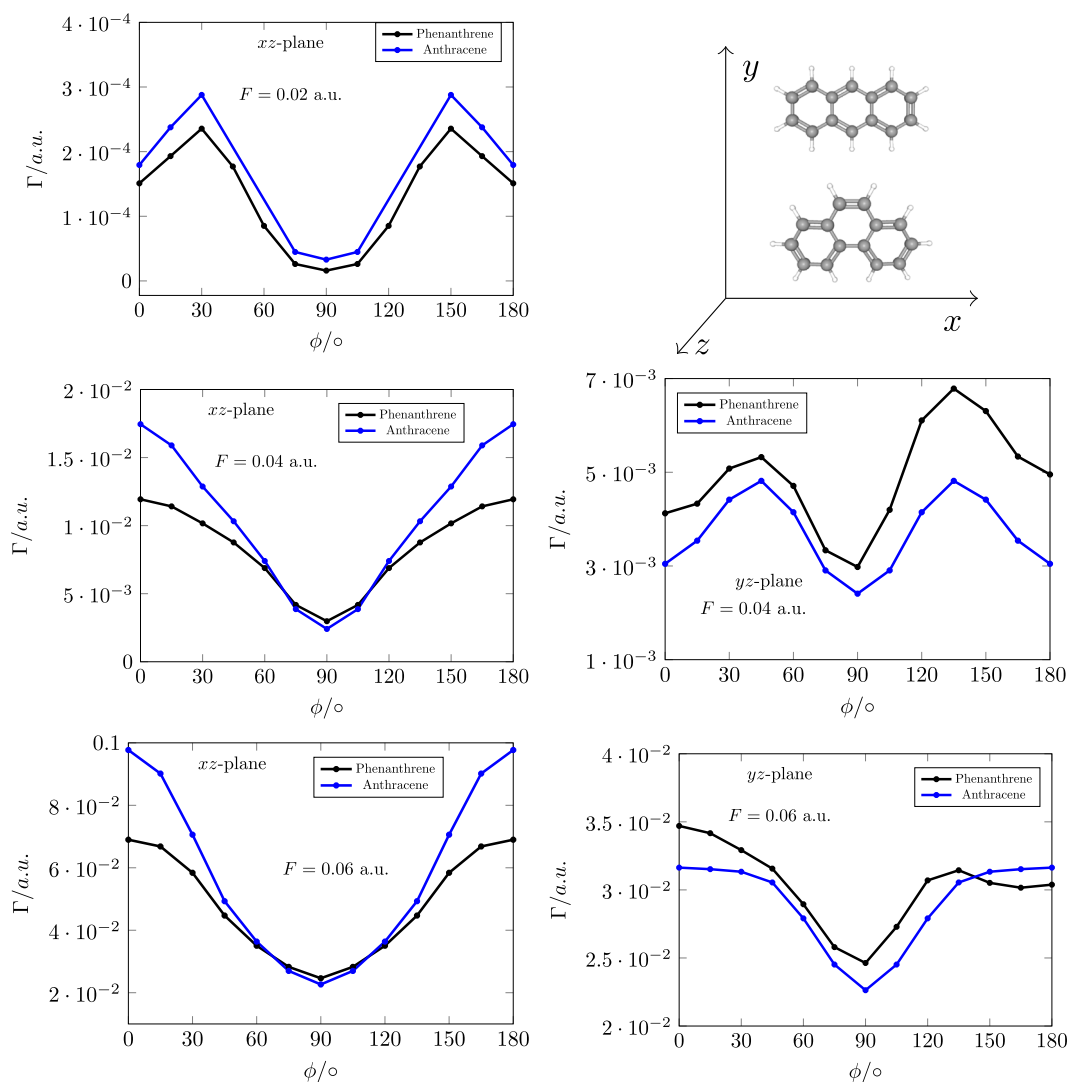 4 · 10⁻⁴
3 · 10⁻⁴
2 · 10⁻⁴
1 · 10⁻⁴
0
Γ/a.u.
xz-plane
Phenanthrene
Anthracene
F = 0.02 a.u.
0 30 60 90 120 150 180
ϕ/∘
y
x
z
2 · 10⁻²
1.5 · 10⁻²
1 · 10⁻²
5 · 10⁻³
0
Γ/a.u.
xz-plane
Phenanthrene
Anthracene
F = 0.04 a.u.
0 30 60 90 120 150 180
ϕ/∘
7 · 10⁻³
5 · 10⁻³
3 · 10⁻³
1 · 10⁻³
Γ/a.u.
Phenanthrene
Anthracene
yz-plane
F = 0.04 a.u.
0 30 60 90 120 150 180
ϕ/∘
0.1
8 · 10⁻²
6 · 10⁻²
4 · 10⁻²
2 · 10⁻²
Γ/a.u.
xz-plane
Phenanthrene
Anthracene
F = 0.06 a.u.
0 30 60 90 120 150 180
ϕ/∘
4 · 10⁻²
3.5 · 10⁻²
3 · 10⁻²
2.5 · 10⁻²
2 · 10⁻²
Γ/a.u.
yz-plane
Phenanthrene
Anthracene
F = 0.06 a.u.
0 30 60 90 120 150 180
ϕ/∘